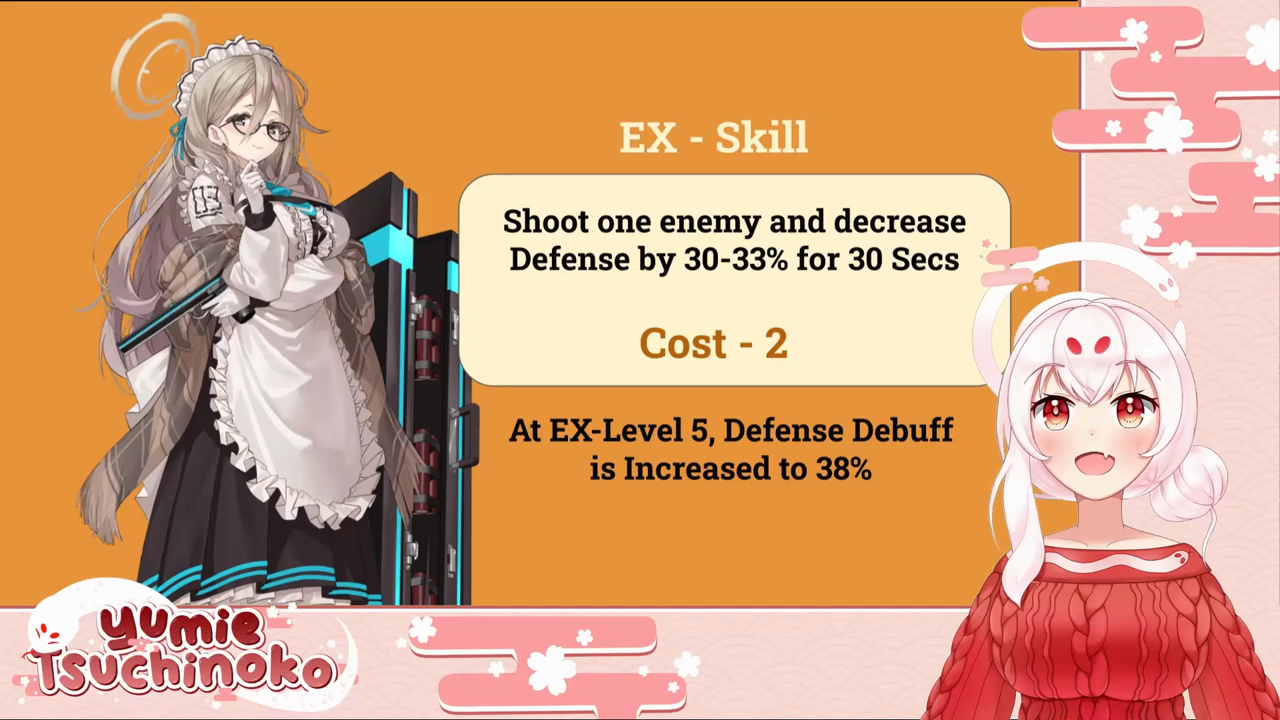 EX - Skill
Shoot one enemy and decrease
Defense by 30-33% for 30 Secs
Cost - 2
At EX-Level 5, Defense Debuff
is Increased to 38%
yumie
Tsuchinoko